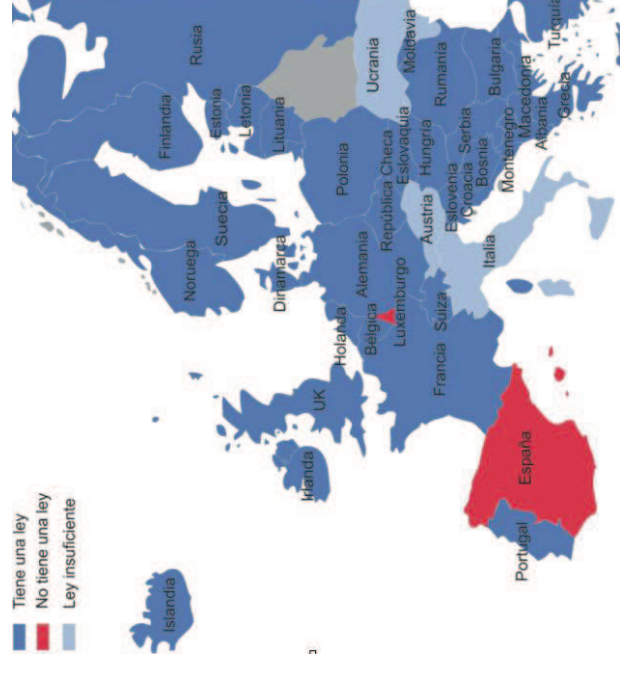 Tiene una ley
No tiene una ley
Ley insuficiente
Islandia
Noruega
Suecia
Finlandia
Rusia
Estonia
Letonia
Lituania
Dinamarca
Irlanda
UK
Holanda
Bélgica
Luxemburgo
Alemania
Polonia
República Checa
Eslovaquia
Ucrania
Moldavia
Francia
Suiza
Austria
Hungría
Rumanía
Eslovenia
Croacia
Bosnia
Serbia
Bulgaria
Montenegro
Macedonia
Albania
Grecia
Turquía
Italia
Portugal
España